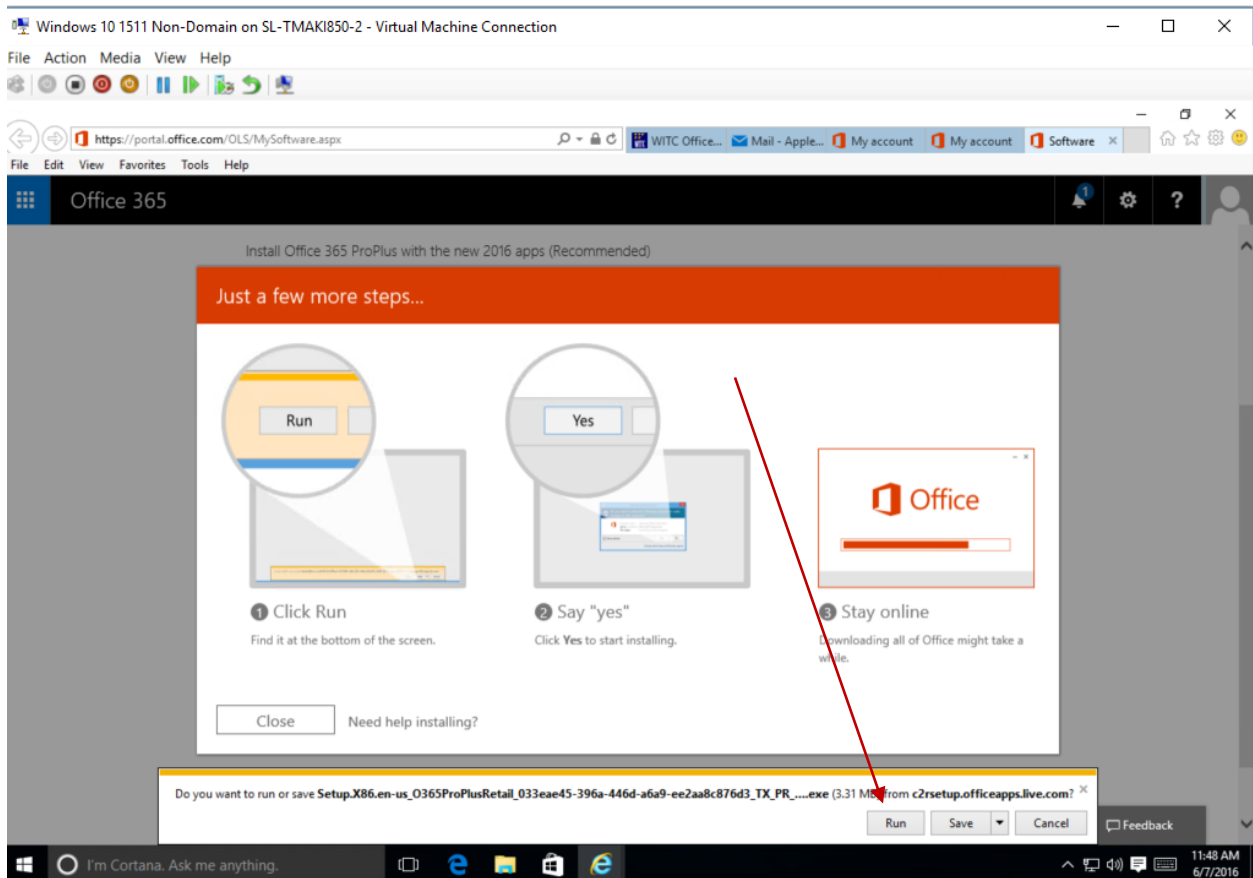 Windows 10 1511 Non-Domain on SL-TMAKI850-2 - Virtual Machine Connection
File Action Media View Help
https://portal.office.com/OLS/MySoftware.aspx
WITC Office... Mail - Apple... My account My account Software
File Edit View Favorites Tools Help
Office 365
1
?
Install Office 365 ProPlus with the new 2016 apps (Recommended)
Just a few more steps...
Run
Yes
Office
1 Click Run
2 Say "yes"
3 Stay online
Find it at the bottom of the screen.
Click Yes to start installing.
Downloading all of Office might take a
while.
Close
Need help installing?
Do you want to run or save Setup.X86.en-us_O365ProPlusRetail_033eae45-396a-446d-a6a9-ee2aa8c876d3_TX_PR_....exe (3.31 MB) from c2rsetup.officeapps.live.com?
Run Save Cancel
Feedback
I'm Cortana. Ask me anything.
11:48 AM
6/7/2016